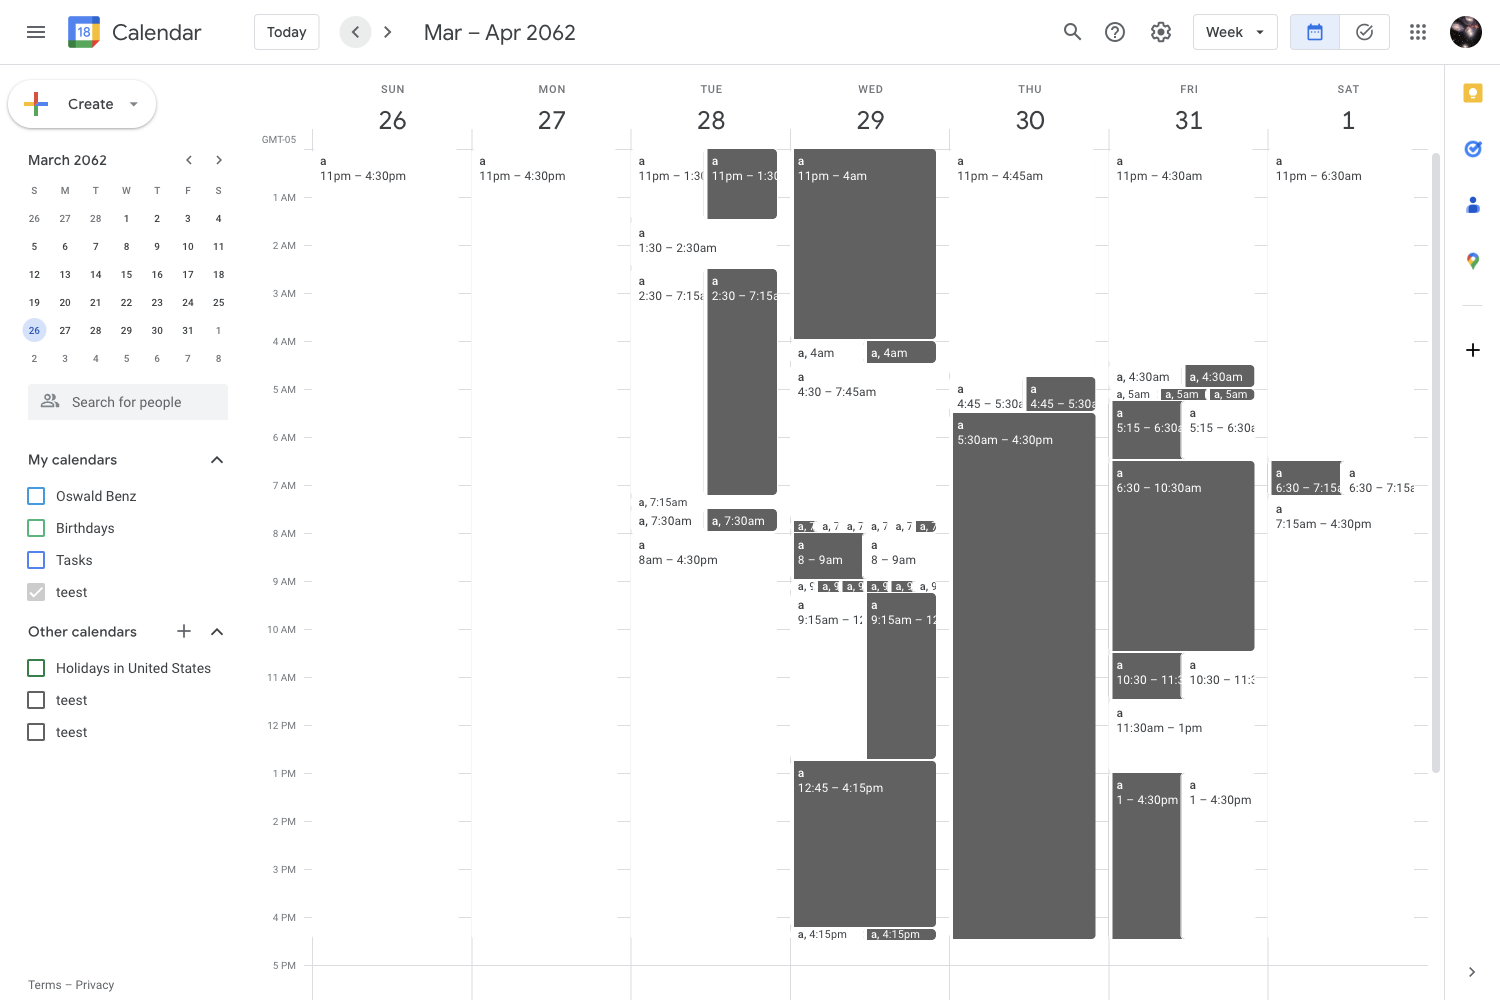 18 Calendar
Today
Mar – Apr 2062
Week
Create
March 2062
S M T W T F S
26 27 28 1 2 3 4
5 6 7 8 9 10 11
12 13 14 15 16 17 18
19 20 21 22 23 24 25
26 27 28 29 30 31 1
2 3 4 5 6 7 8
Search for people
My calendars
Oswald Benz
Birthdays
Tasks
teest
Other calendars
Holidays in United States
teest
teest
Terms – Privacy
GMT-05
1 AM
2 AM
3 AM
4 AM
5 AM
6 AM
7 AM
8 AM
9 AM
10 AM
11 AM
12 PM
1 PM
2 PM
3 PM
4 PM
5 PM
SUN
26
a
11pm – 4:30pm
MON
27
a
11pm – 4:30pm
TUE
28
a
11pm – 1:30
a
11pm – 1:30
a
1:30 – 2:30am
a
2:30 – 7:15a
a
2:30 – 7:15a
a, 7:15am
a, 7:30am
a, 7:30am
a
8am – 4:30pm
WED
29
a
11pm – 4am
a, 4am
a, 4am
a
4:30 – 7:45am
a, 7
a, 7
a, 7
a, 7
a, 7
a, 7
a
8 – 9am
a
8 – 9am
a, 9
a, 9
a, 9
a, 9
a, 9
a, 9
a
9:15am – 12
a
9:15am – 12
a
12:45 – 4:15pm
a, 4:15pm
a, 4:15pm
THU
30
a
11pm – 4:45am
a
4:45 – 5:30a
a
4:45 – 5:30a
a
5:30am – 4:30pm
FRI
31
a
11pm – 4:30am
a, 4:30am
a, 4:30am
a, 5am
a, 5am
a, 5am
a
5:15 – 6:30a
a
5:15 – 6:30a
a
6:30 – 10:30am
a
10:30 – 11:3
a
10:30 – 11:3
a
11:30am – 1pm
a
1 – 4:30pm
a
1 – 4:30pm
SAT
1
a
11pm – 6:30am
a
6:30 – 7:15a
a
6:30 – 7:15a
a
7:15am – 4:30pm